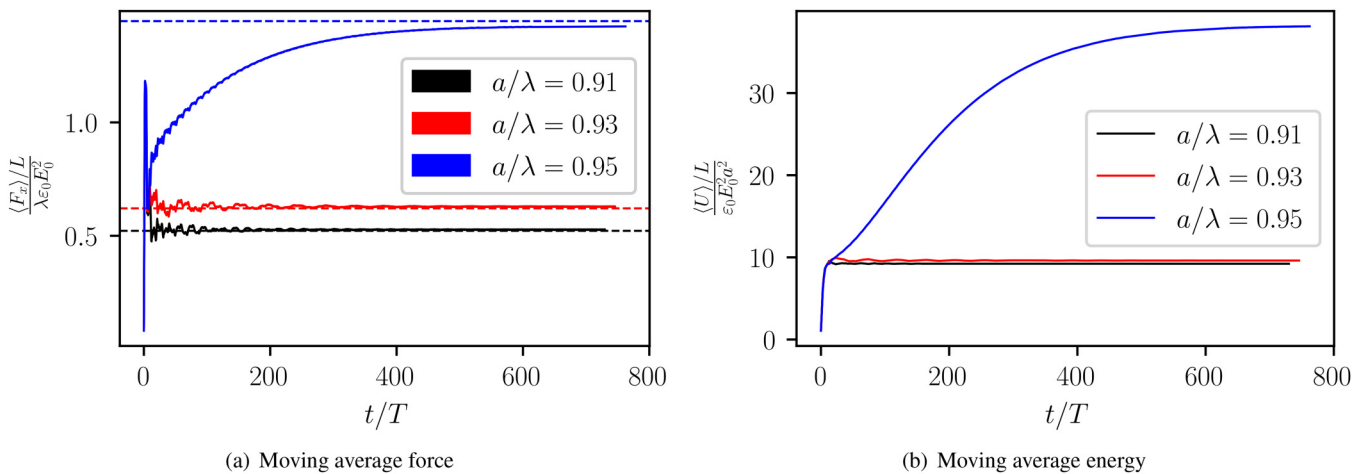 ⟨Fₓ⟩/L
λε₀E₀²
1.0
0.5
a/λ = 0.91
a/λ = 0.93
a/λ = 0.95
0 200 400 600 800
t/T
(a) Moving average force
⟨U⟩/L
ε₀E₀²a²
30
20
10
0
a/λ = 0.91
a/λ = 0.93
a/λ = 0.95
0 200 400 600 800
t/T
(b) Moving average energy